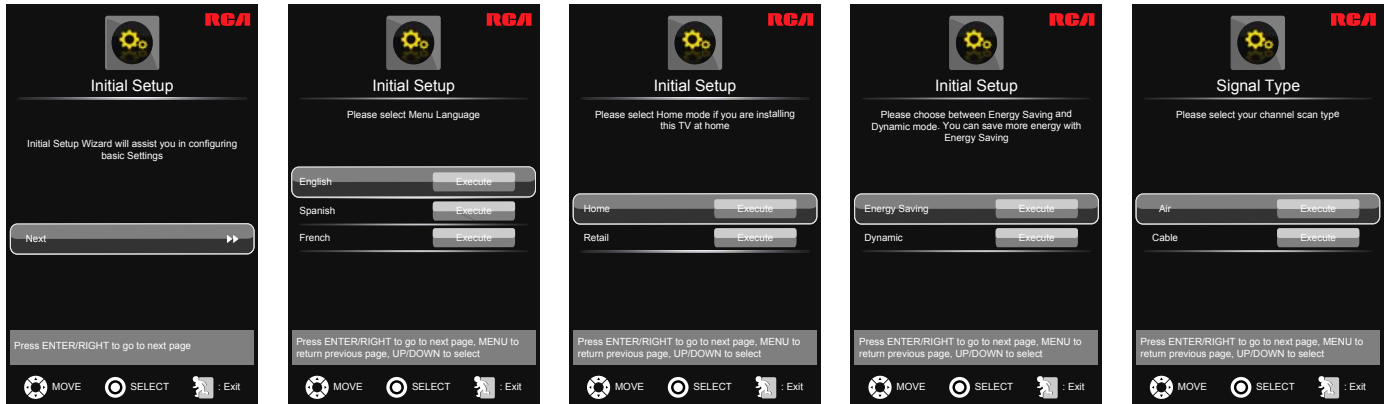 RCA
Initial Setup
Initial Setup Wizard will assist you in configuring
basic Settings
Next
Press ENTER/RIGHT to go to next page
MOVE SELECT : Exit
RCA
Initial Setup
Please select Menu Language
English Execute
Spanish Execute
French Execute
Press ENTER/RIGHT to go to next page, MENU to
return previous page, UP/DOWN to select
MOVE SELECT : Exit
RCA
Initial Setup
Please select Home mode if you are installing
this TV at home
Home Execute
Retail Execute
Press ENTER/RIGHT to go to next page, MENU to
return previous page, UP/DOWN to select
MOVE SELECT : Exit
RCA
Initial Setup
Please choose between Energy Saving and
Dynamic mode. You can save more energy with
Energy Saving
Energy Saving Execute
Dynamic Execute
Press ENTER/RIGHT to go to next page, MENU to
return previous page, UP/DOWN to select
MOVE SELECT : Exit
RCA
Signal Type
Please select your channel scan type
Air Execute
Cable Execute
Press ENTER/RIGHT to go to next page, MENU to
return previous page, UP/DOWN to select
MOVE SELECT : Exit